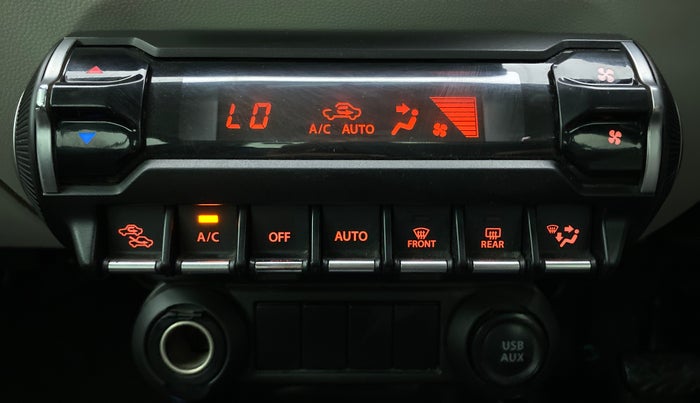 LO
A/C AUTO
A/C
OFF
AUTO
FRONT
REAR
USB
AUX